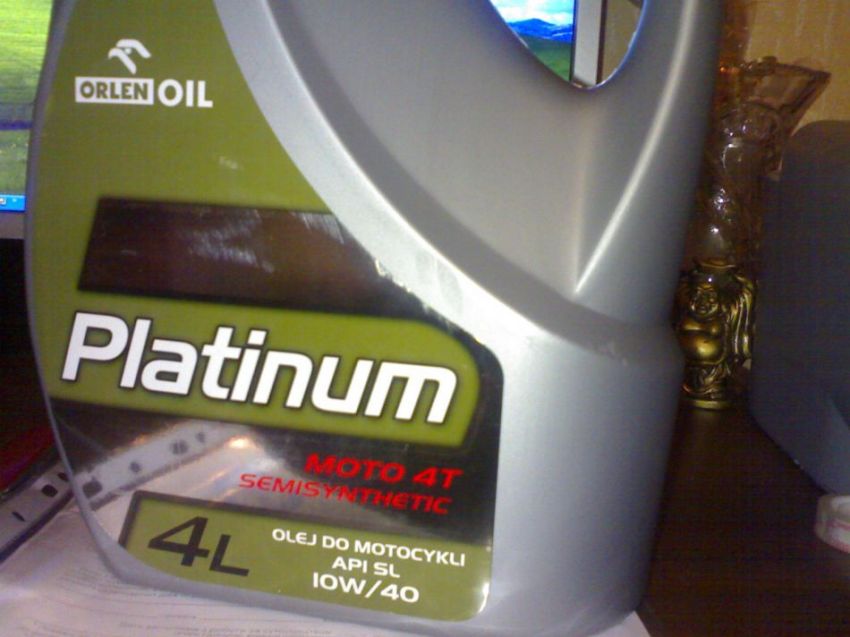 ORLEN OIL
Platinum
MOTO 4T
SEMISYNTHETIC
4L
OLEJ DO MOTOCYKLI
API SL
10W/40